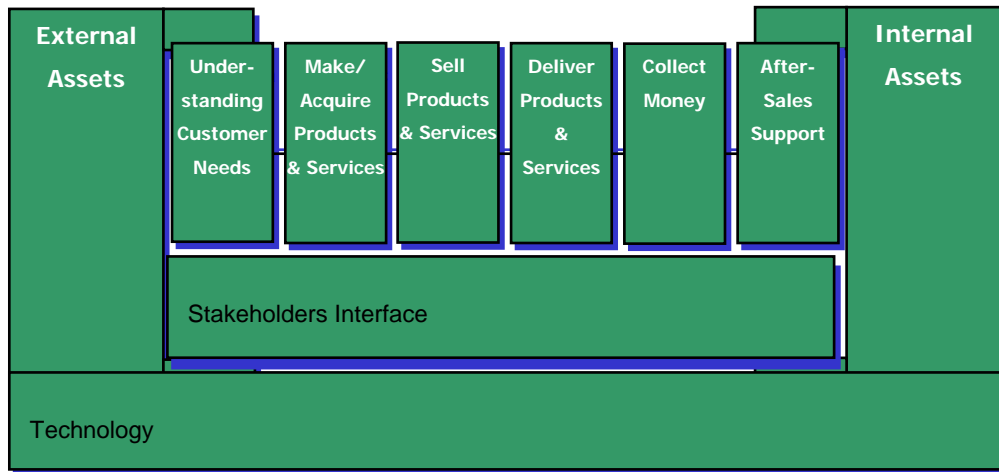 External
Assets
Under-
standing
Customer
Needs
Make/
Acquire
Products
& Services
Sell
Products
& Services
Deliver
Products
&
Services
Collect
Money
After-
Sales
Support
Internal
Assets
Stakeholders Interface
Technology